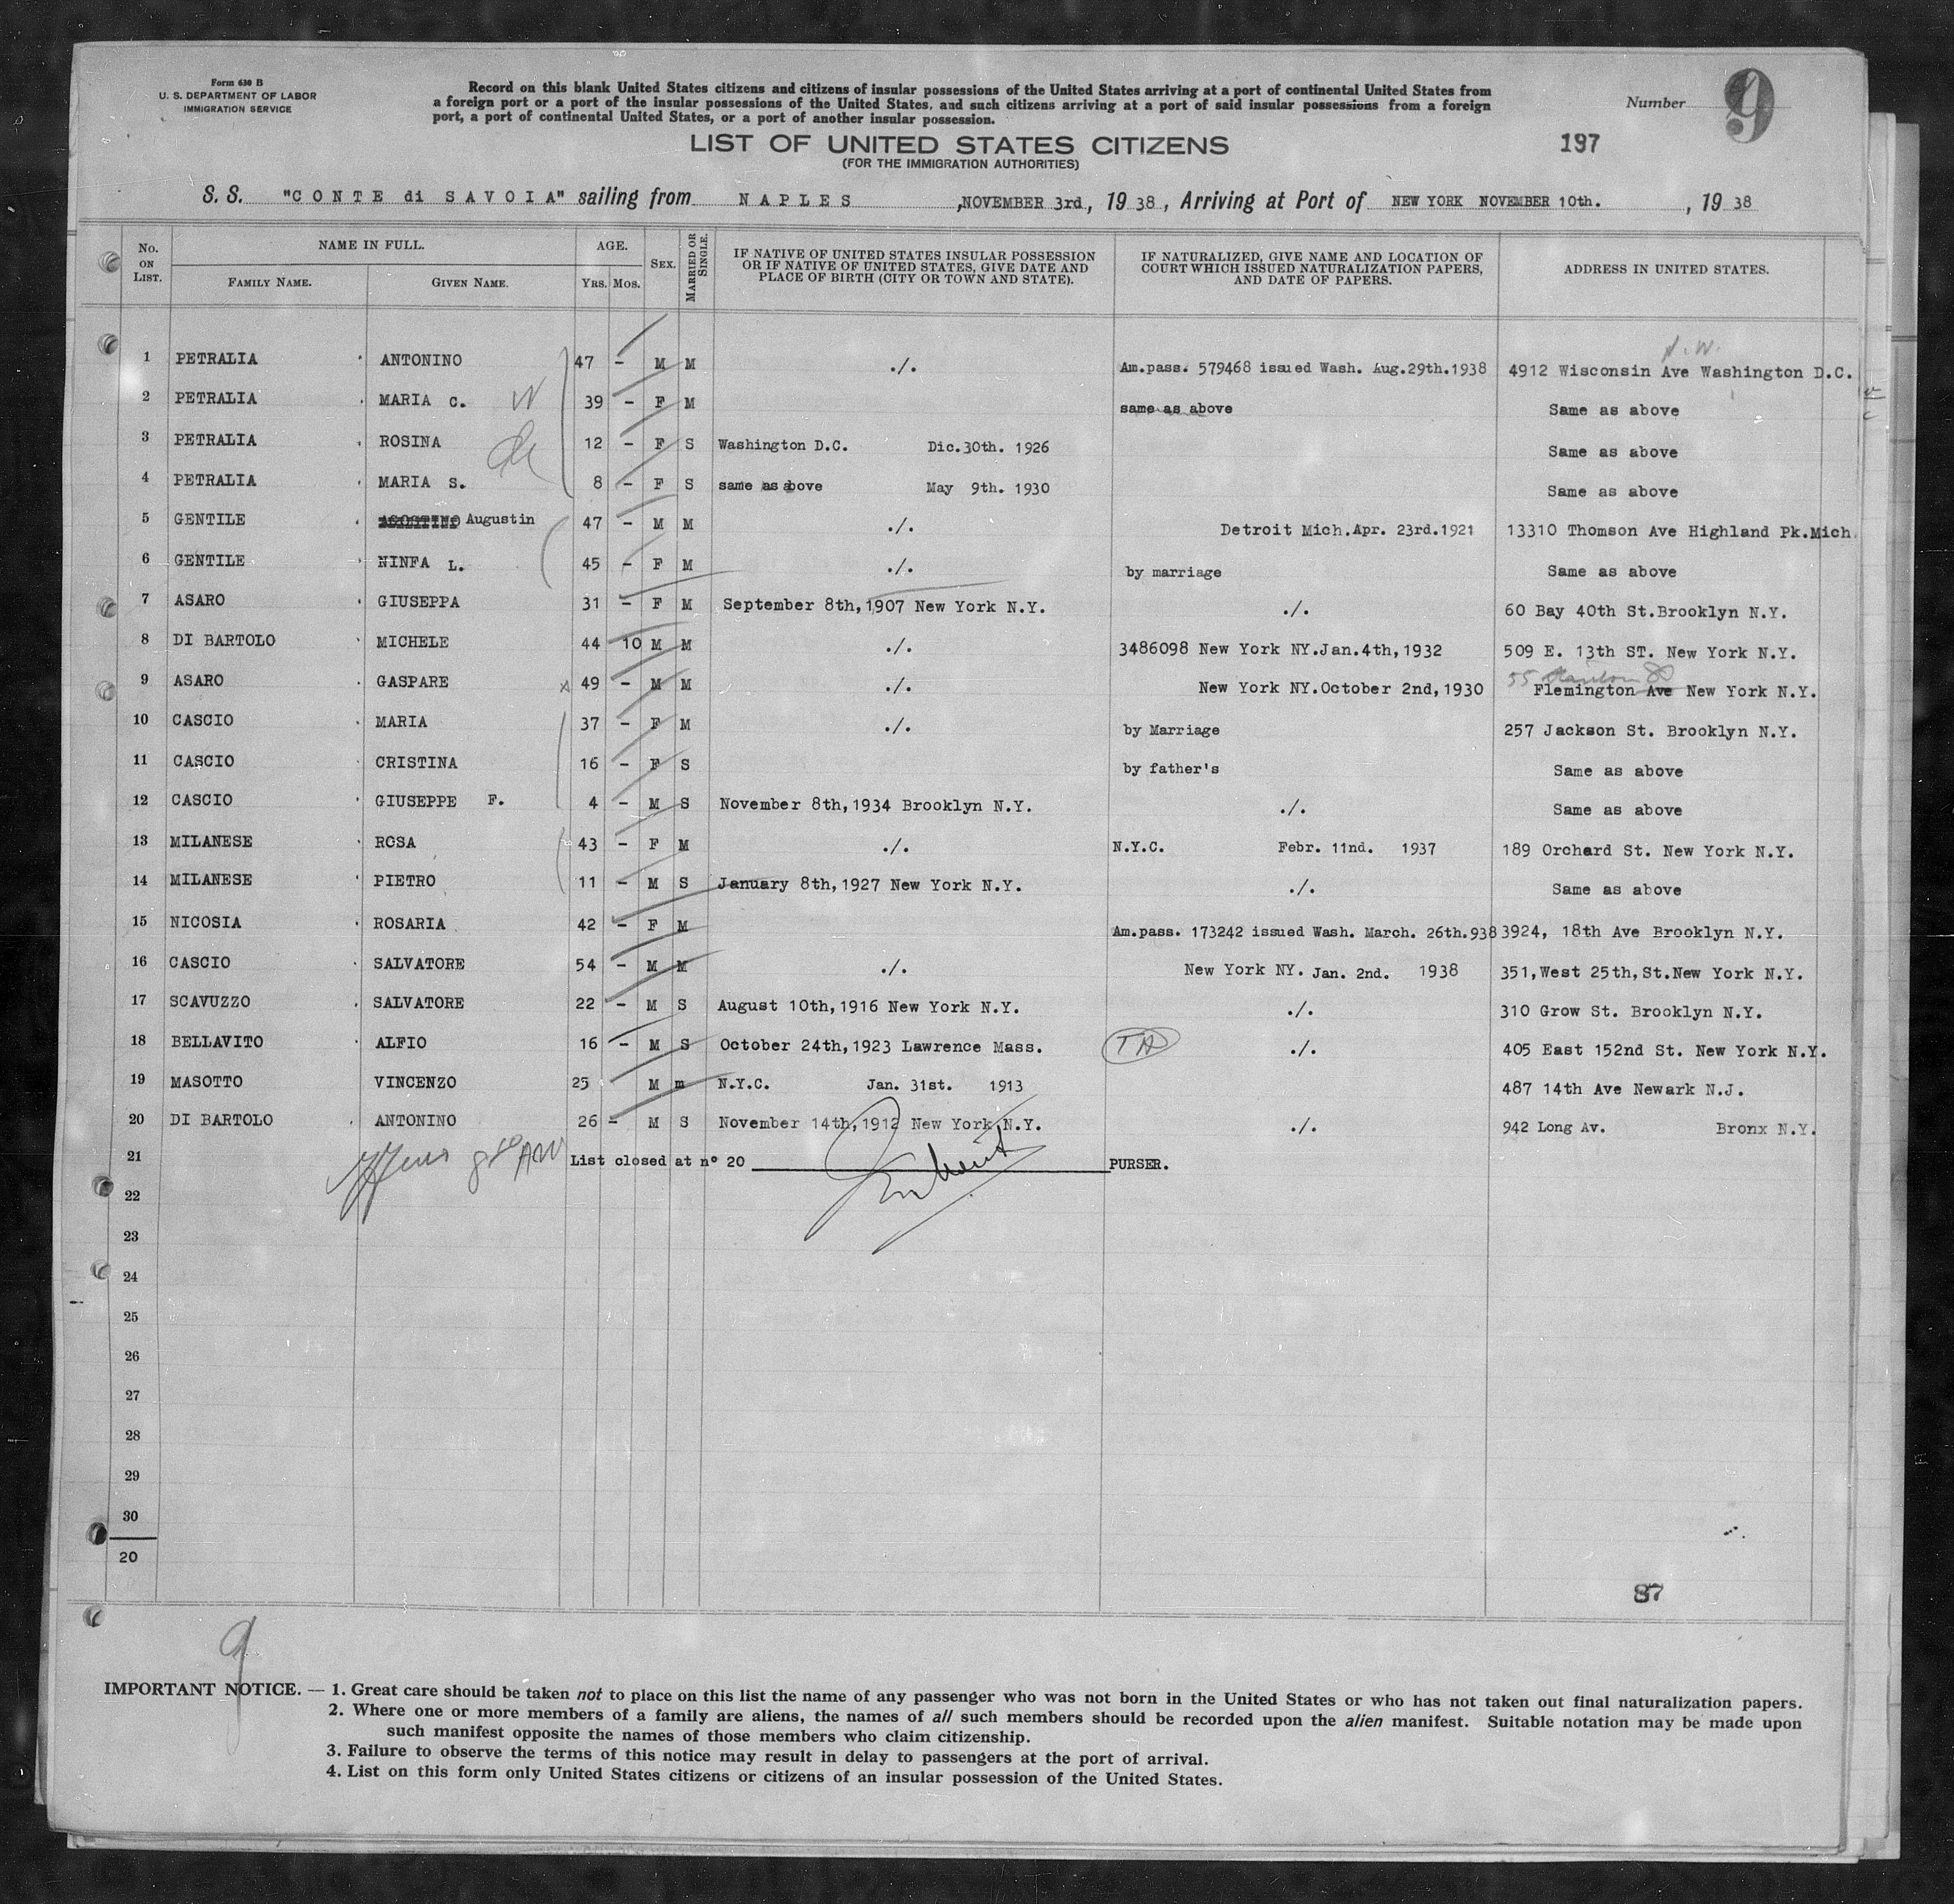 Form 630 B
U. S. DEPARTMENT OF LABOR
IMMIGRATION SERVICE
Record on this blank United States citizens and citizens of insular possessions of the United States arriving at a port of continental United States from
a foreign port or a port of the insular possessions of the United States, and such citizens arriving at a port of said insular possessions from a foreign
port, a port of continental United States, or a port of another insular possession.
Number 9
LIST OF UNITED STATES CITIZENS
(FOR THE IMMIGRATION AUTHORITIES)
197
S. S. "CONTE di SAVOIA" sailing from NAPLES ,NOVEMBER 3rd, 1938, Arriving at Port of NEW YORK NOVEMBER 10th. , 1938
No. ON LIST. NAME IN FULL. FAMILY NAME. GIVEN NAME. AGE. YRS. MOS. SEX. MARRIED OR SINGLE. IF NATIVE OF UNITED STATES INSULAR POSSESSION OR IF NATIVE OF UNITED STATES, GIVE DATE AND PLACE OF BIRTH (CITY OR TOWN AND STATE). IF NATURALIZED, GIVE NAME AND LOCATION OF COURT WHICH ISSUED NATURALIZATION PAPERS, AND DATE OF PAPERS. ADDRESS IN UNITED STATES.
N.W.
1 PETRALIA ANTONINO 47 - M M ./. Am.pass. 579468 issued Wash. Aug.29th.1938 4912 Wisconsin Ave Washington D.C.
2 PETRALIA MARIA C. W 39 - F M same as above Same as above
3 PETRALIA ROSINA 12 - F S Washington D.C. Dic.30th. 1926 Same as above
4 PETRALIA MARIA S. 8 - F S same as above May 9th. 1930 Same as above
5 GENTILE AGOSTINO Augustin 47 - M M ./. Detroit Mich.Apr. 23rd.1921 13310 Thomson Ave Highland Pk.Mich.
6 GENTILE NINFA L. 45 - F M ./. by marriage Same as above
7 ASARO GIUSEPPA 31 - F M September 8th,1907 New York N.Y. ./. 60 Bay 40th St.Brooklyn N.Y.
8 DI BARTOLO MICHELE 44 10 M M ./. 3486098 New York NY.Jan.4th,1932 509 E. 13th ST. New York N.Y.
55
9 ASARO GASPARE x 49 - M M ./. New York NY.October 2nd,1930 Flemington Ave New York N.Y.
10 CASCIO MARIA 37 - F M ./. by Marriage 257 Jackson St. Brooklyn N.Y.
11 CASCIO CRISTINA 16 - F S by father's Same as above
12 CASCIO GIUSEPPE F. 4 - M S November 8th,1934 Brooklyn N.Y. ./. Same as above
13 MILANESE ROSA 43 - F M ./. N.Y.C. Febr. 11nd. 1937 189 Orchard St. New York N.Y.
14 MILANESE PIETRO 11 - M S January 8th,1927 New York N.Y. ./. Same as above
15 NICOSIA ROSARIA 42 - F M Am.pass. 173242 issued Wash. March. 26th.938 3924, 18th Ave Brooklyn N.Y.
16 CASCIO SALVATORE 54 - M M ./. New York NY. Jan. 2nd. 1938 351,West 25th,St.New York N.Y.
17 SCAVUZZO SALVATORE 22 - M S August 10th,1916 New York N.Y. ./. 310 Grow St. Brooklyn N.Y.
18 BELLAVITO ALFIO 16 - M S October 24th,1923 Lawrence Mass. TA ./. 405 East 152nd St. New York N.Y.
19 MASOTTO VINCENZO 25 M m N.Y.C. Jan. 31st. 1913 487 14th Ave Newark N.J.
20 DI BARTOLO ANTONINO 26 - M S November 14th,1912 New York N.Y. ./. 942 Long Av. Bronx N.Y.
21 List closed at n° 20 PURSER.
22
23
24
25
26
27
28
29
30
20
87
9
IMPORTANT NOTICE. — 1. Great care should be taken not to place on this list the name of any passenger who was not born in the United States or who has not taken out final naturalization papers.
2. Where one or more members of a family are aliens, the names of all such members should be recorded upon the alien manifest. Suitable notation may be made upon
such manifest opposite the names of those members who claim citizenship.
3. Failure to observe the terms of this notice may result in delay to passengers at the port of arrival.
4. List on this form only United States citizens or citizens of an insular possession of the United States.